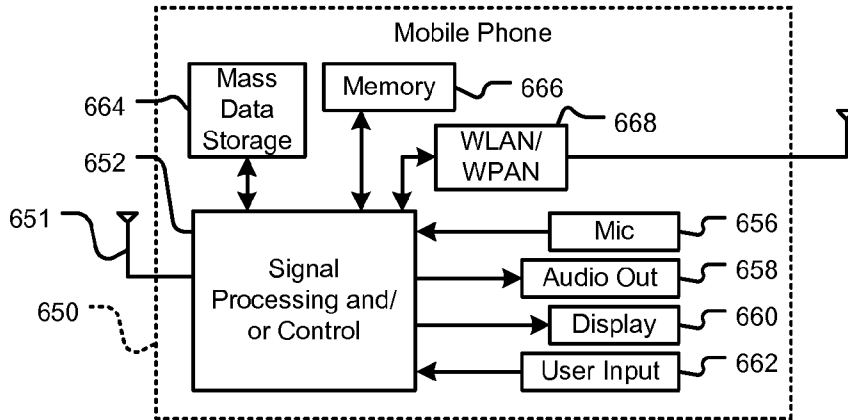 Mobile Phone
664
Mass
Data
Storage
Memory
666
668
WLAN/
WPAN
652
651
650
Signal
Processing and/
or Control
Mic
656
Audio Out
658
Display
660
User Input
662